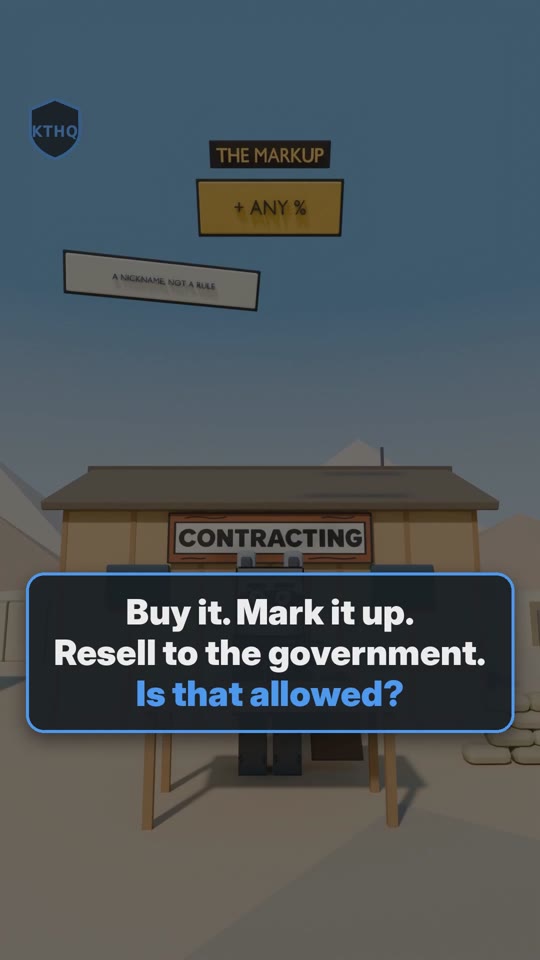 KTHQ
THE MARKUP
+ ANY %
A NICKNAME, NOT A RULE
CONTRACTING
Buy it. Mark it up.
Resell to the government.
Is that allowed?